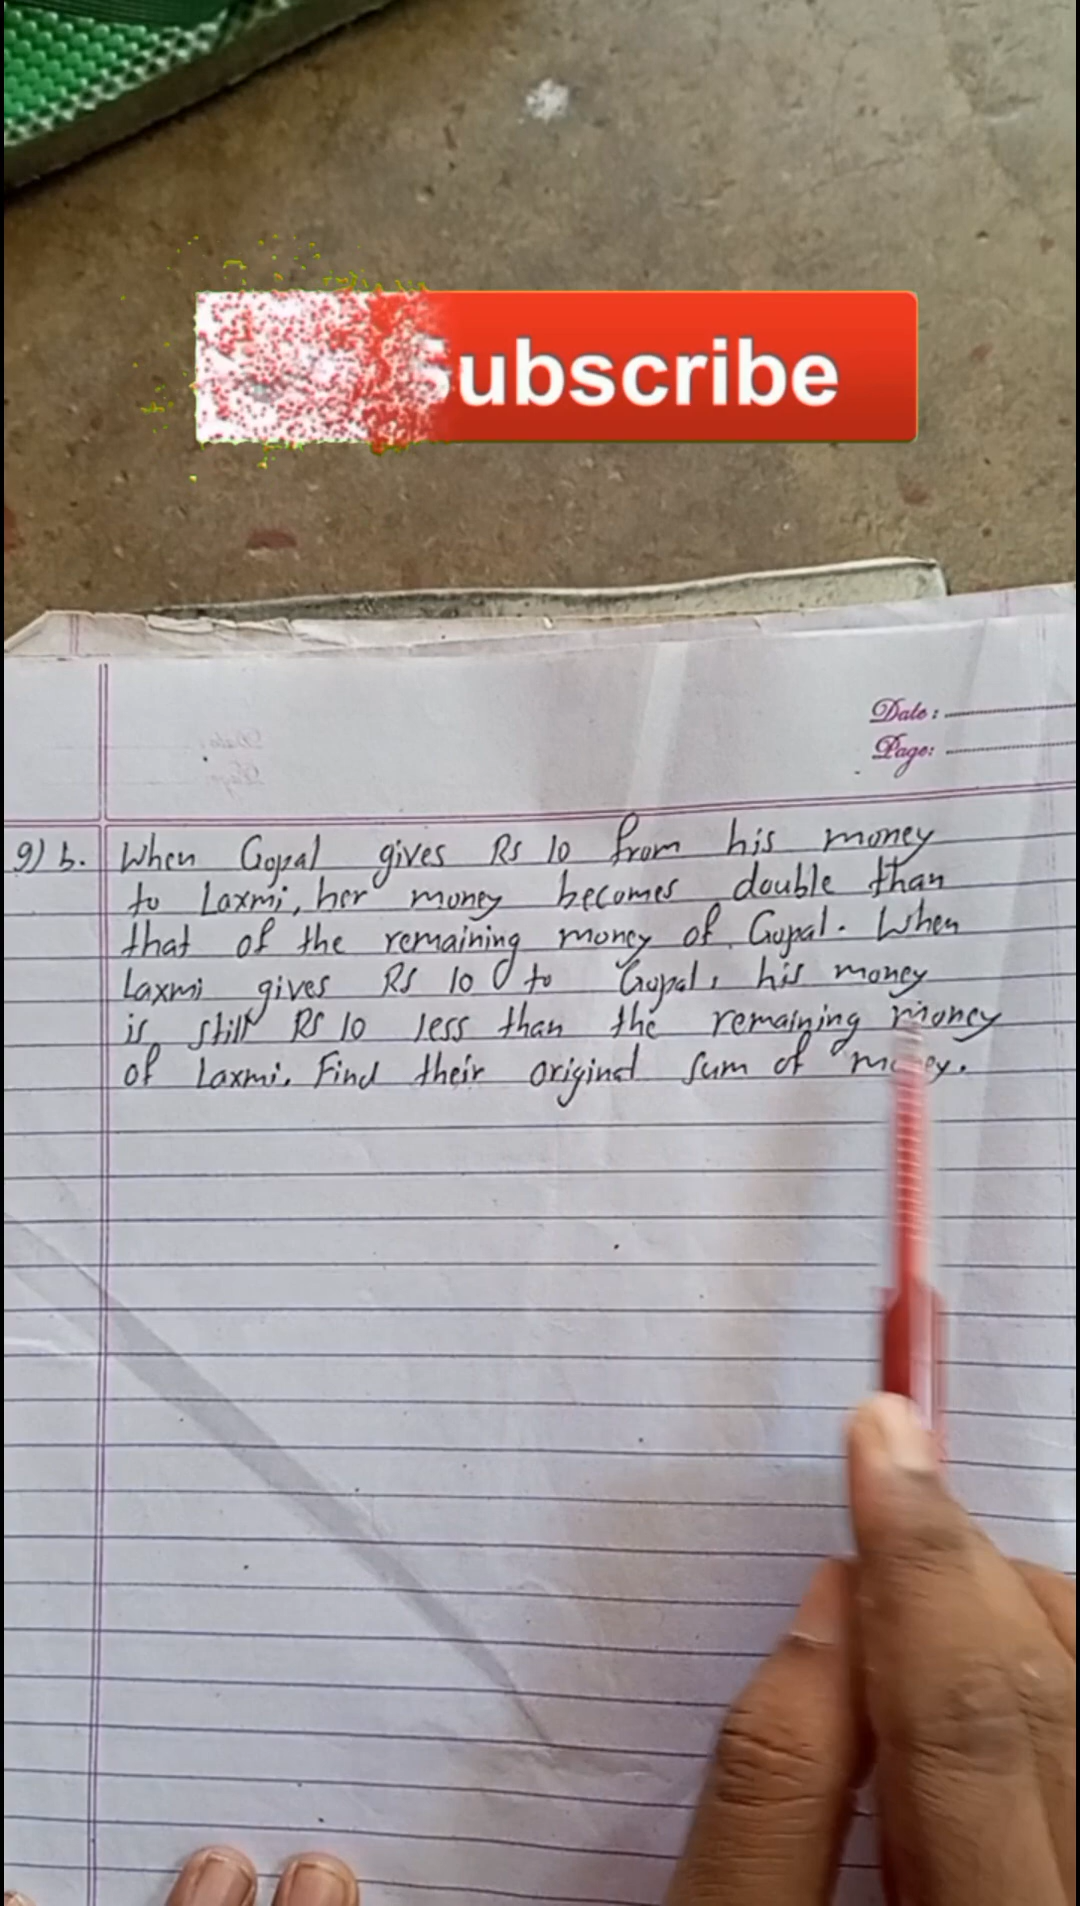 Subscribe
Date:
Page:
9) b. When Gopal gives Rs 10 from his money
to Laxmi, her money becomes double than
that of the remaining money of Gopal. When
Laxmi gives Rs 10 to Gopal, his money
is still Rs 10 less than the remaining money
of Laxmi. Find their original sum of money.